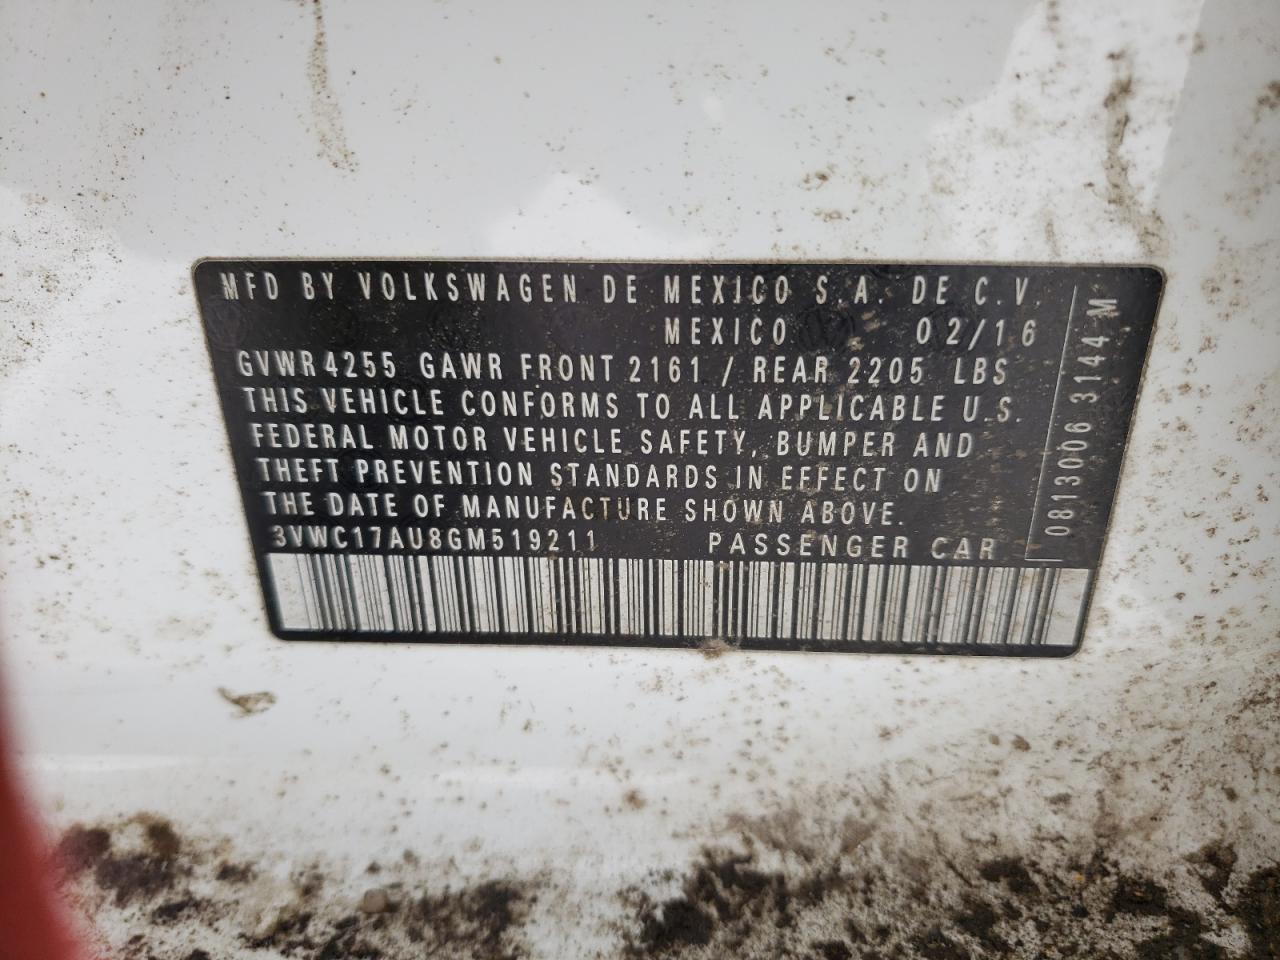 MFD BY VOLKSWAGEN DE MEXICO S.A. DE C.V.
MEXICO 02/16
GVWR 4255 GAWR FRONT 2161 / REAR 2205 LBS
THIS VEHICLE CONFORMS TO ALL APPLICABLE U.S.
FEDERAL MOTOR VEHICLE SAFETY, BUMPER AND
THEFT PREVENTION STANDARDS IN EFFECT ON
THE DATE OF MANUFACTURE SHOWN ABOVE.
3VWC17AU8GM519211 PASSENGER CAR
0813006 3144 M